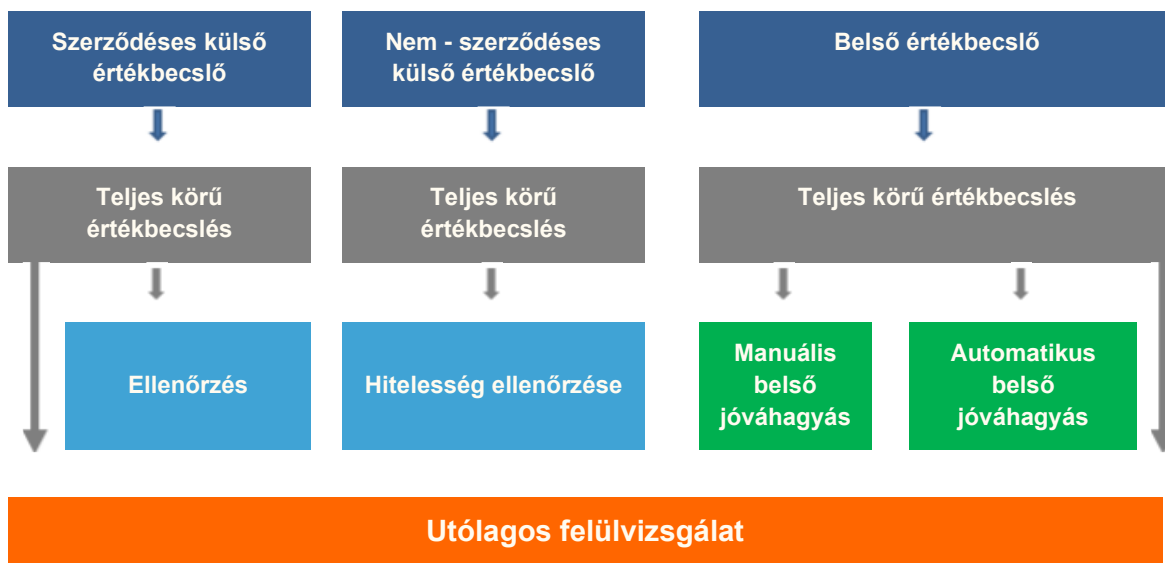 Szerződéses külső
értékbecslő
Nem - szerződéses
külső értékbecslő
Belső értékbecslő
Teljes körű
értékbecslés
Teljes körű
értékbecslés
Teljes körű értékbecslés
Ellenőrzés
Hitelesség ellenőrzése
Manuális
belső
jóváhagyás
Automatikus
belső
jóváhagyás
Utólagos felülvizsgálat